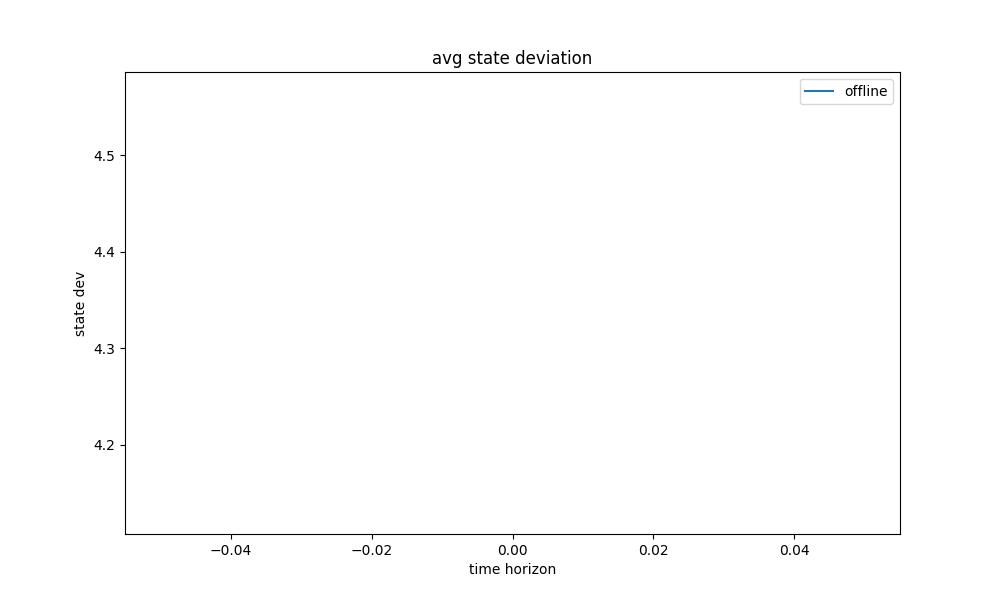 avg state deviation
offline
4.5
4.4
4.3
4.2
state dev
−0.04
−0.02
0.00
0.02
0.04
time horizon